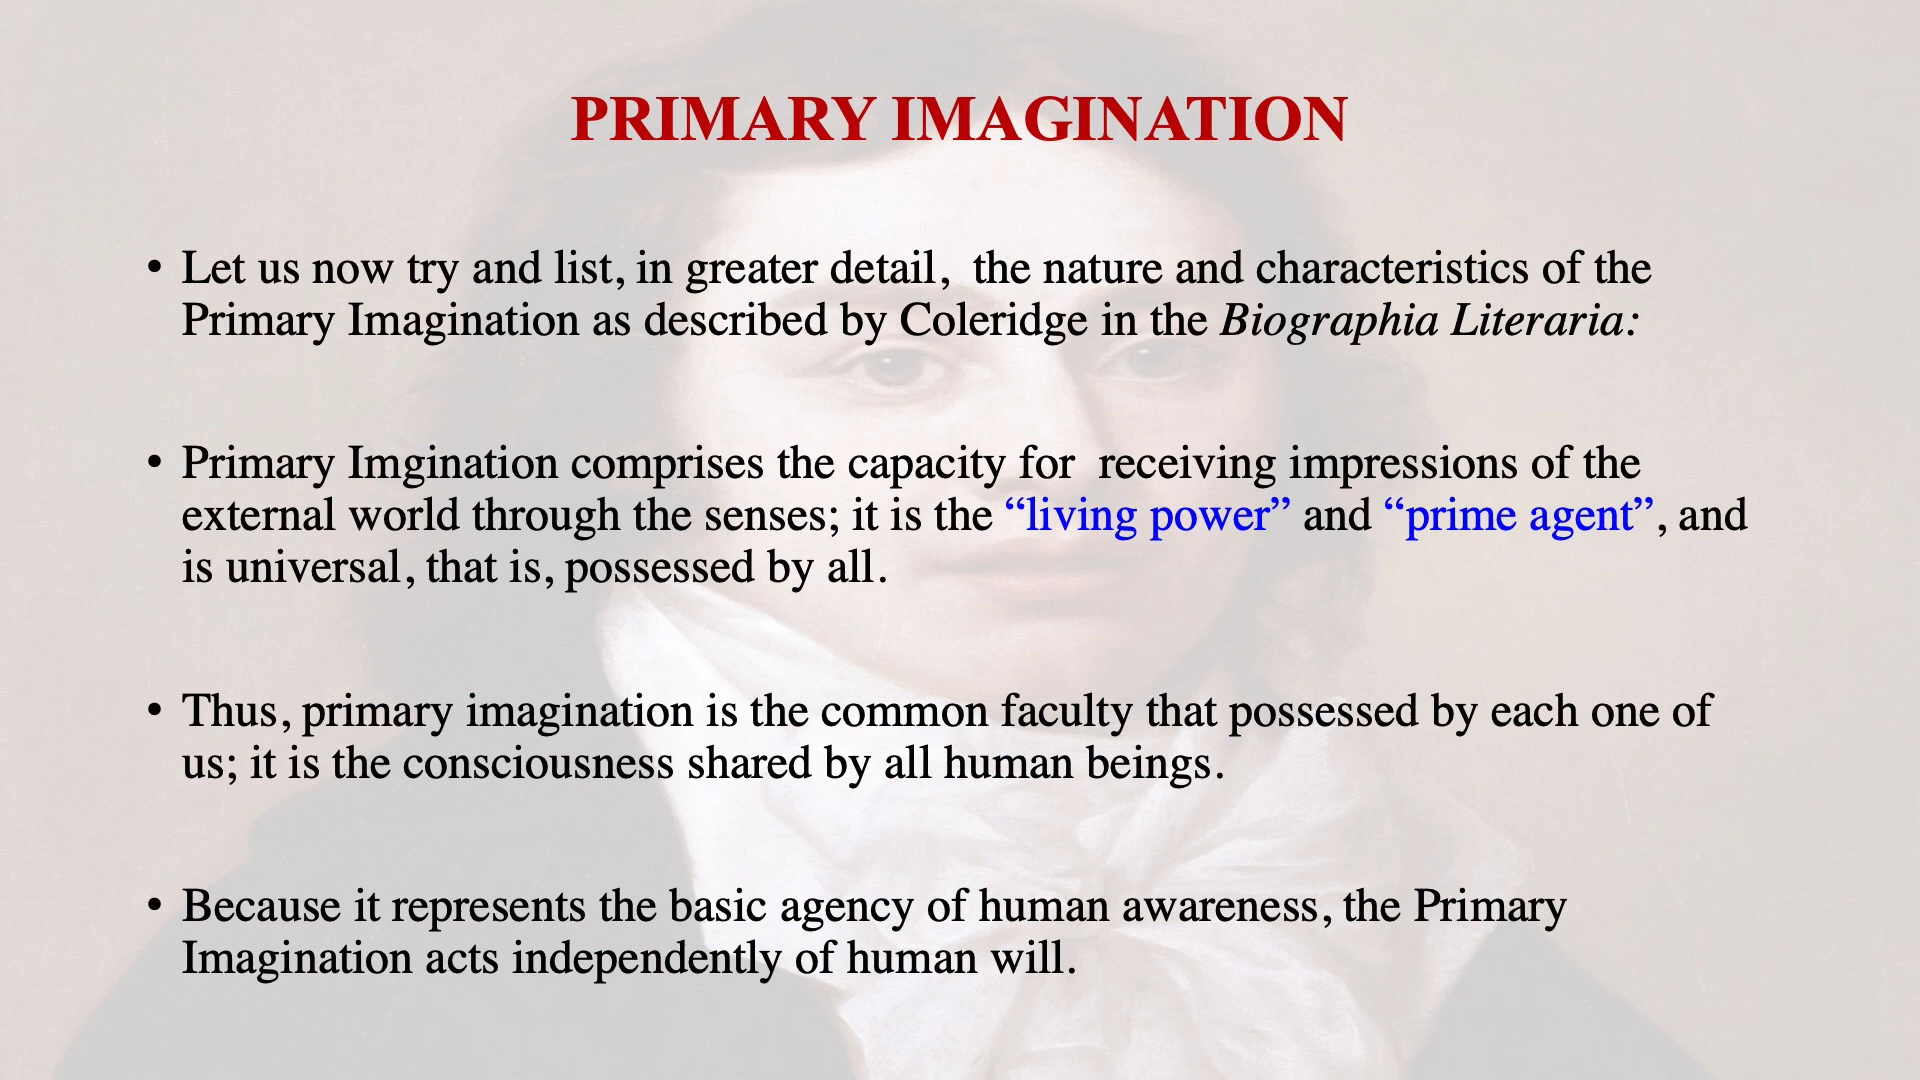 PRIMARY IMAGINATION
• Let us now try and list, in greater detail,  the nature and characteristics of the
Primary Imagination as described by Coleridge in the Biographia Literaria:
• Primary Imgination comprises the capacity for  receiving impressions of the
external world through the senses; it is the “living power” and “prime agent”, and
is universal, that is, possessed by all.
• Thus, primary imagination is the common faculty that possessed by each one of
us; it is the consciousness shared by all human beings.
• Because it represents the basic agency of human awareness, the Primary
Imagination acts independently of human will.